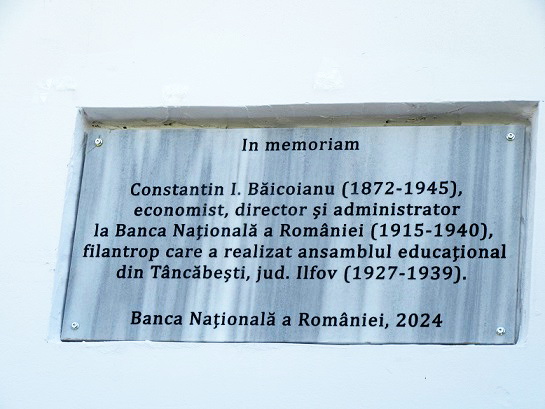 In memoriam
Constantin I. Băicoianu (1872-1945),
economist, director şi administrator
la Banca Naţională a României (1915-1940),
filantrop care a realizat ansamblul educaţional
din Tâncăbeşti, jud. Ilfov (1927-1939).
Banca Naţională a României, 2024